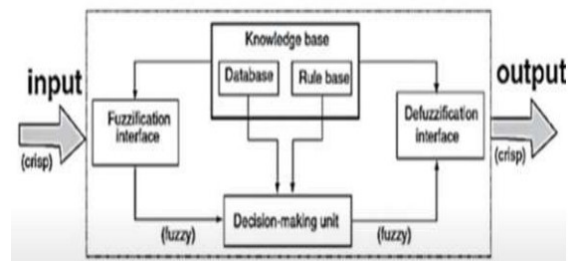 Knowledge base
Database
Rule base
input
output
Fuzzification
interface
Defuzzification
interface
(crisp)
(crisp)
Decision-making unit
(fuzzy)
(fuzzy)